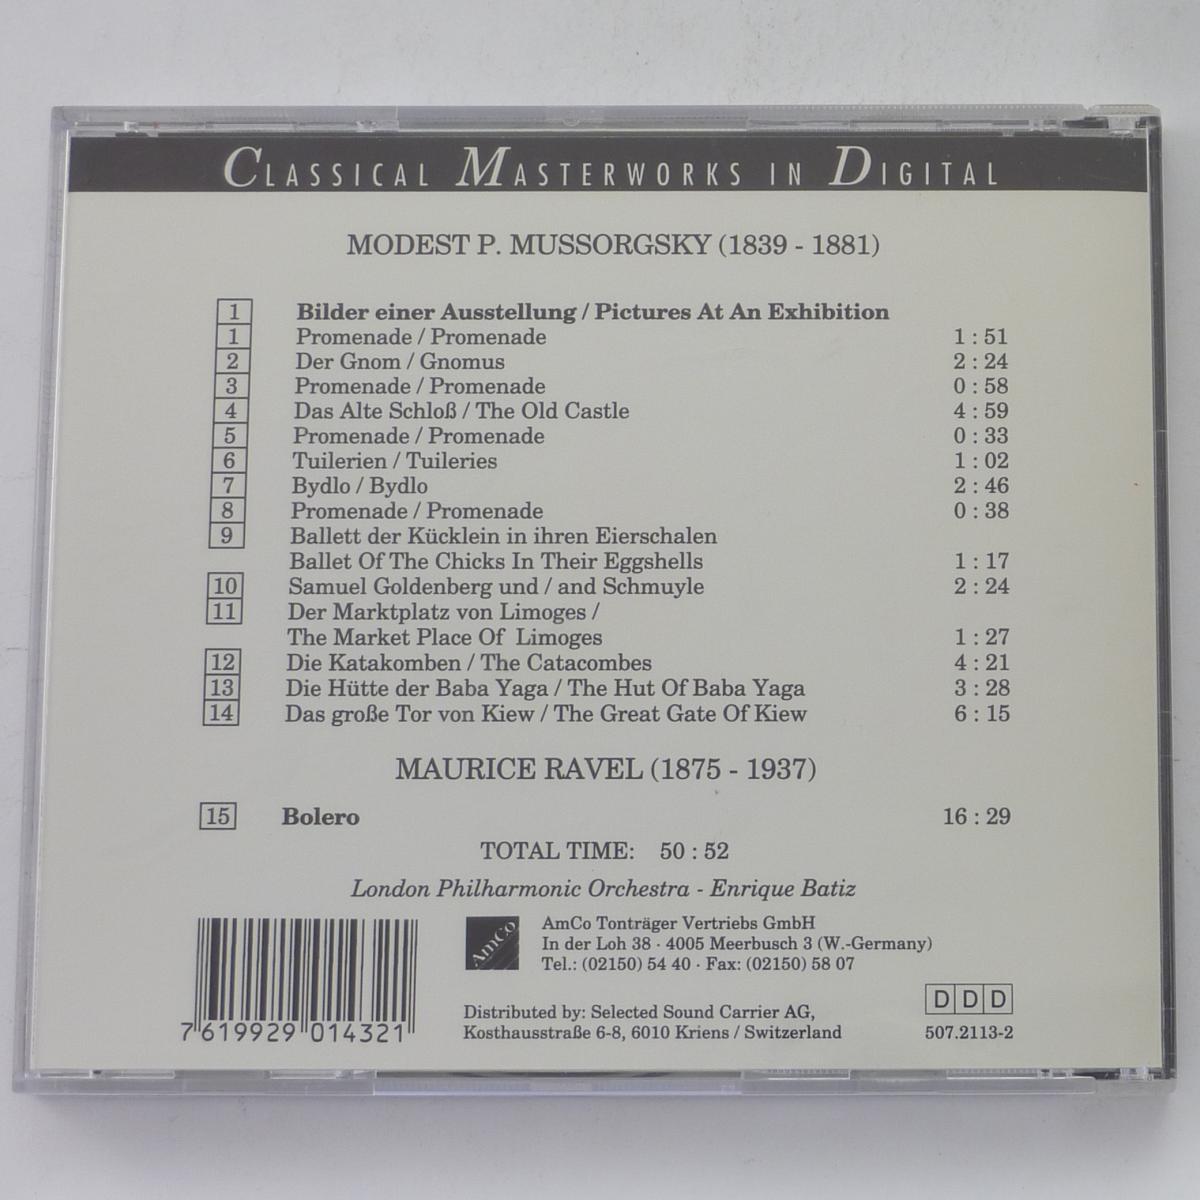 CLASSICAL MASTERWORKS IN DIGITAL
MODEST P. MUSSORGSKY (1839 - 1881)
1 Bilder einer Ausstellung / Pictures At An Exhibition
1 Promenade / Promenade 1 : 51
2 Der Gnom / Gnomus 2 : 24
3 Promenade / Promenade 0 : 58
4 Das Alte Schloß / The Old Castle 4 : 59
5 Promenade / Promenade 0 : 33
6 Tuilerien / Tuileries 1 : 02
7 Bydlo / Bydlo 2 : 46
8 Promenade / Promenade 0 : 38
9 Ballett der Kücklein in ihren Eierschalen
Ballet Of The Chicks In Their Eggshells 1 : 17
10 Samuel Goldenberg und / and Schmuyle 2 : 24
11 Der Marktplatz von Limoges /
The Market Place Of Limoges 1 : 27
12 Die Katakomben / The Catacombes 4 : 21
13 Die Hütte der Baba Yaga / The Hut Of Baba Yaga 3 : 28
14 Das große Tor von Kiew / The Great Gate Of Kiew 6 : 15
MAURICE RAVEL (1875 - 1937)
15 Bolero 16 : 29
TOTAL TIME: 50 : 52
London Philharmonic Orchestra - Enrique Batiz
AmCo
AmCo Tonträger Vertriebs GmbH
In der Loh 38 · 4005 Meerbusch 3 (W.-Germany)
Tel.: (02150) 54 40 · Fax: (02150) 58 07
Distributed by: Selected Sound Carrier AG,
Kosthausstraße 6-8, 6010 Kriens / Switzerland
D D D
507.2113-2
7 619929 014321